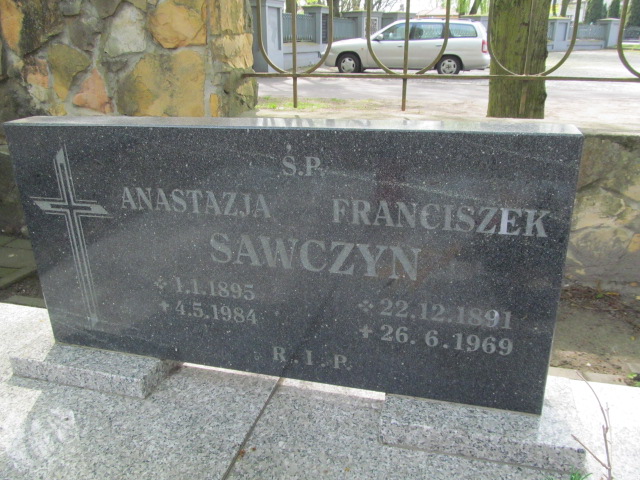 Ś.P.
ANASTAZJA FRANCISZEK
SAWCZYN
1.1.1895 22.12.1891
4.5.1984 26.6.1969
R.I.P.